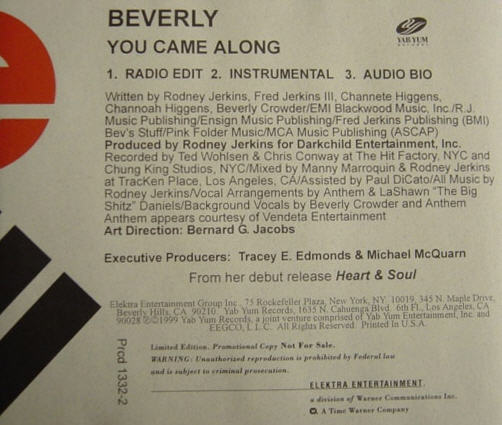 BEVERLY
YAB YUM
RECORDS
YOU CAME ALONG
1. RADIO EDIT 2. INSTRUMENTAL 3. AUDIO BIO
Written by Rodney Jerkins, Fred Jerkins III, Channete Higgens,
Channoah Higgens, Beverly Crowder/EMI Blackwood Music, Inc./R.J.
Music Publishing/Ensign Music Publishing/Fred Jerkins Publishing (BMI)
Bev's Stuff/Pink Folder Music/MCA Music Publishing (ASCAP)
Produced by Rodney Jerkins for Darkchild Entertainment, Inc.
Recorded by Ted Wohlsen & Chris Conway at The Hit Factory, NYC and
Chung King Studios, NYC/Mixed by Manny Marroquin & Rodney Jerkins
at TracKen Place, Los Angeles, CA/Assisted by Paul DiCato/All Music by
Rodney Jerkins/Vocal Arrangements by Anthem & LaShawn "The Big
Shitz" Daniels/Background Vocals by Beverly Crowder and Anthem
Anthem appears courtesy of Vendeta Entertainment
Art Direction: Bernard G. Jacobs
Executive Producers: Tracey E. Edmonds & Michael McQuarn
From her debut release Heart & Soul
Elektra Entertainment Group Inc., 75 Rockefeller Plaza, New York, NY 10019, 345 N. Maple Drive,
Beverly Hills, CA 90210. Yab Yum Records, 1635 N. Cahuenga Blvd. 6th Fl., Los Angeles, CA
90028 ℗©1999 Yab Yum Records, a joint venture comprised of Yab Yum Entertainment, Inc. and
EEGCO, L.L.C. All Rights Reserved. Printed In U.S.A.
Prcd 1332-2
Limited Edition. Promotional Copy Not For Sale.
WARNING: Unauthorized reproduction is prohibited by Federal law
and is subject to criminal prosecution.
ELEKTRA ENTERTAINMENT.
a division of Warner Communications Inc.
A Time Warner Company